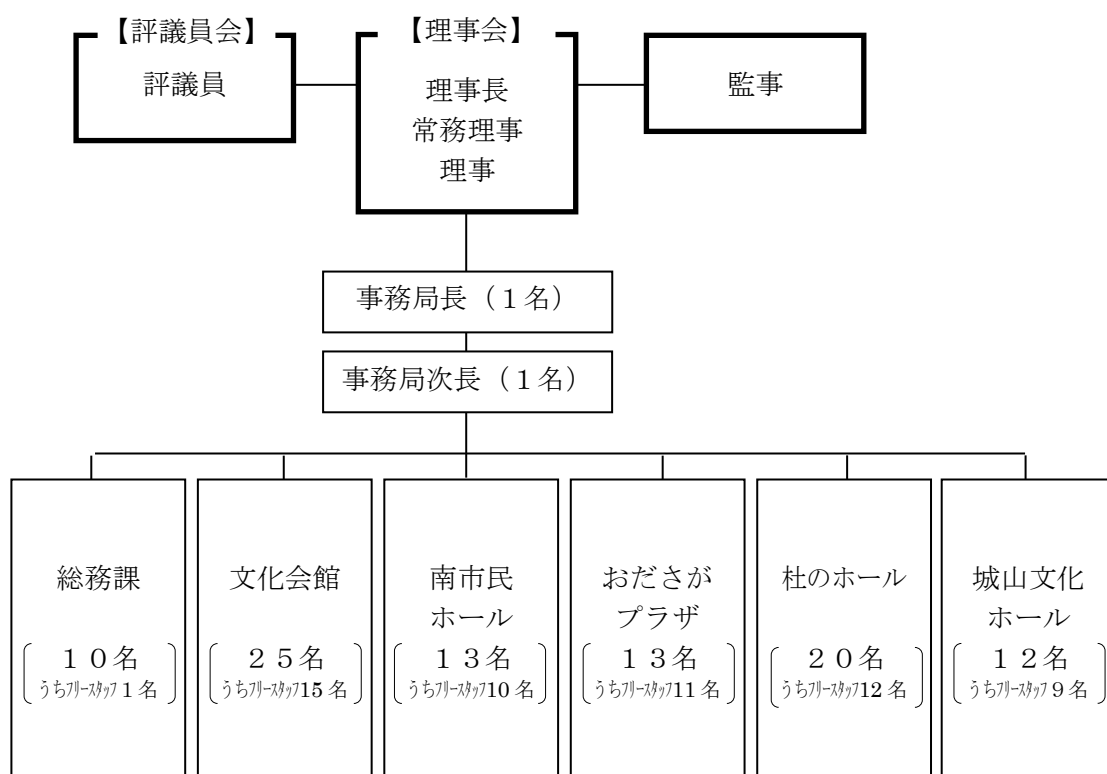 【評議員会】
評議員
【理事会】
理事長
常務理事
理事
監事
事務局長（１名）
事務局次長（１名）
総務課
１０名
うちﾌﾘｰｽﾀｯﾌ１名
文化会館
２５名
うちﾌﾘｰｽﾀｯﾌ15名
南市民
ホール
１３名
うちﾌﾘｰｽﾀｯﾌ10名
おださが
プラザ
１３名
うちﾌﾘｰｽﾀｯﾌ11名
杜のホール
２０名
うちﾌﾘｰｽﾀｯﾌ12名
城山文化
ホール
１２名
うちﾌﾘｰｽﾀｯﾌ９名